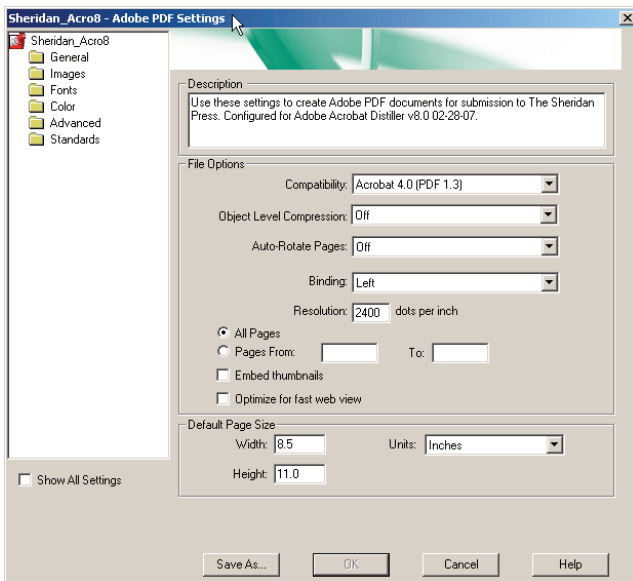 Sheridan_Acro8 - Adobe PDF Settings
Sheridan_Acro8
General
Images
Fonts
Color
Advanced
Standards
Show All Settings
Description
Use these settings to create Adobe PDF documents for submission to The Sheridan
Press. Configured for Adobe Acrobat Distiller v8.0 02-28-07.
File Options
Compatibility: Acrobat 4.0 (PDF 1.3)
Object Level Compression: Off
Auto-Rotate Pages: Off
Binding: Left
Resolution: 2400 dots per inch
All Pages
Pages From: To:
Embed thumbnails
Optimize for fast web view
Default Page Size
Width: 8.5 Units: Inches
Height: 11.0
Save As... OK Cancel Help